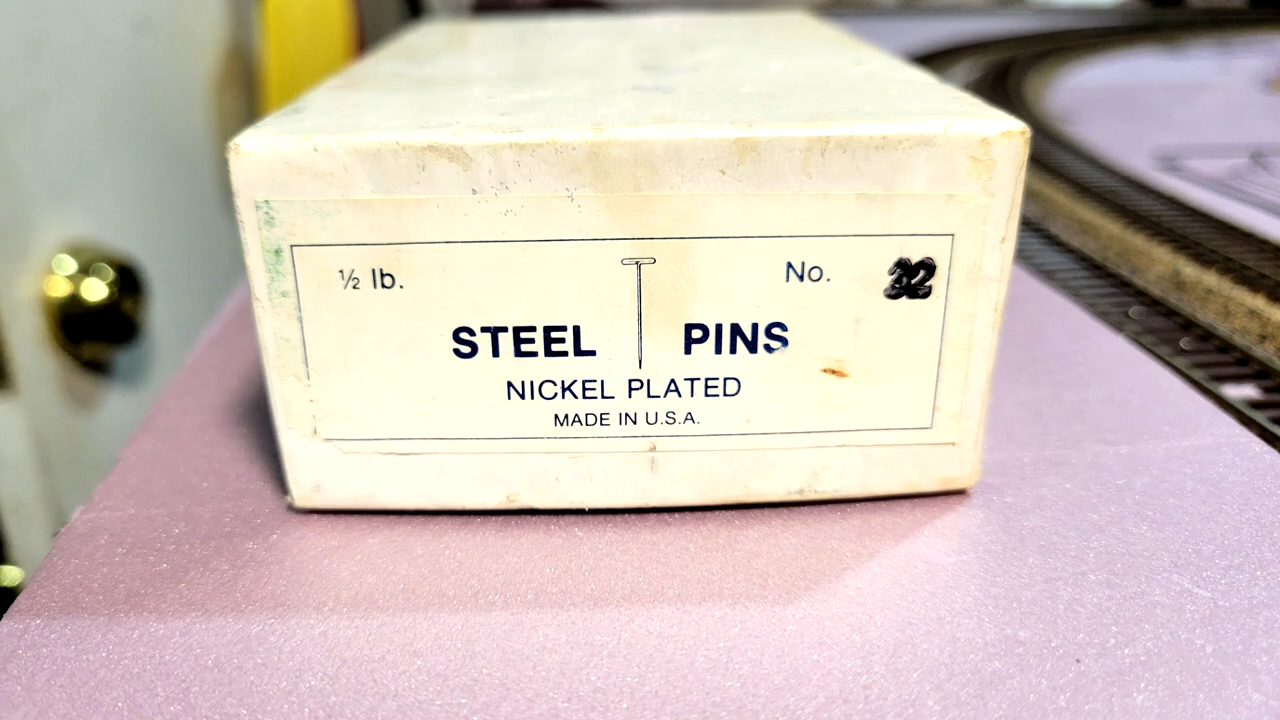 ½ lb. No. 32
STEEL PINS
NICKEL PLATED
MADE IN U.S.A.